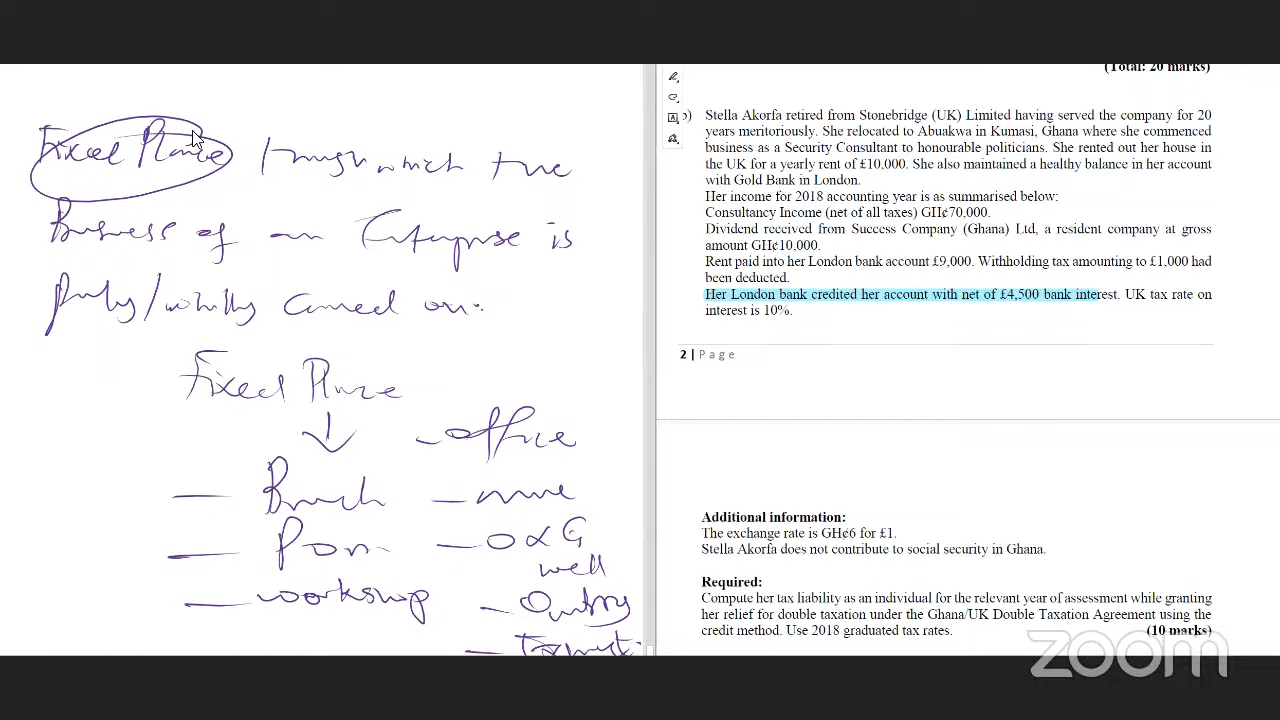 Fixed Place through which the
Business of an Enterprise is
partly/wholly carried on.
Fixed Place
- office
- Branch
- mine
- Farm
- O & G
well
- workshop
- Quarry
(Total: 20 marks)
Stella Akorfa retired from Stonebridge (UK) Limited having served the company for 20
years meritoriously. She relocated to Abuakwa in Kumasi, Ghana where she commenced
business as a Security Consultant to honourable politicians. She rented out her house in
the UK for a yearly rent of £10,000. She also maintained a healthy balance in her account
with Gold Bank in London.
Her income for 2018 accounting year is as summarised below:
Consultancy Income (net of all taxes) GH¢70,000.
Dividend received from Success Company (Ghana) Ltd, a resident company at gross
amount GH¢10,000.
Rent paid into her London bank account £9,000. Withholding tax amounting to £1,000 had
been deducted.
Her London bank credited her account with net of £4,500 bank interest. UK tax rate on
interest is 10%.
2 | Page
Additional information:
The exchange rate is GH¢6 for £1.
Stella Akorfa does not contribute to social security in Ghana.
Required:
Compute her tax liability as an individual for the relevant year of assessment while granting
her relief for double taxation under the Ghana/UK Double Taxation Agreement using the
credit method. Use 2018 graduated tax rates. (10 marks)
zoom